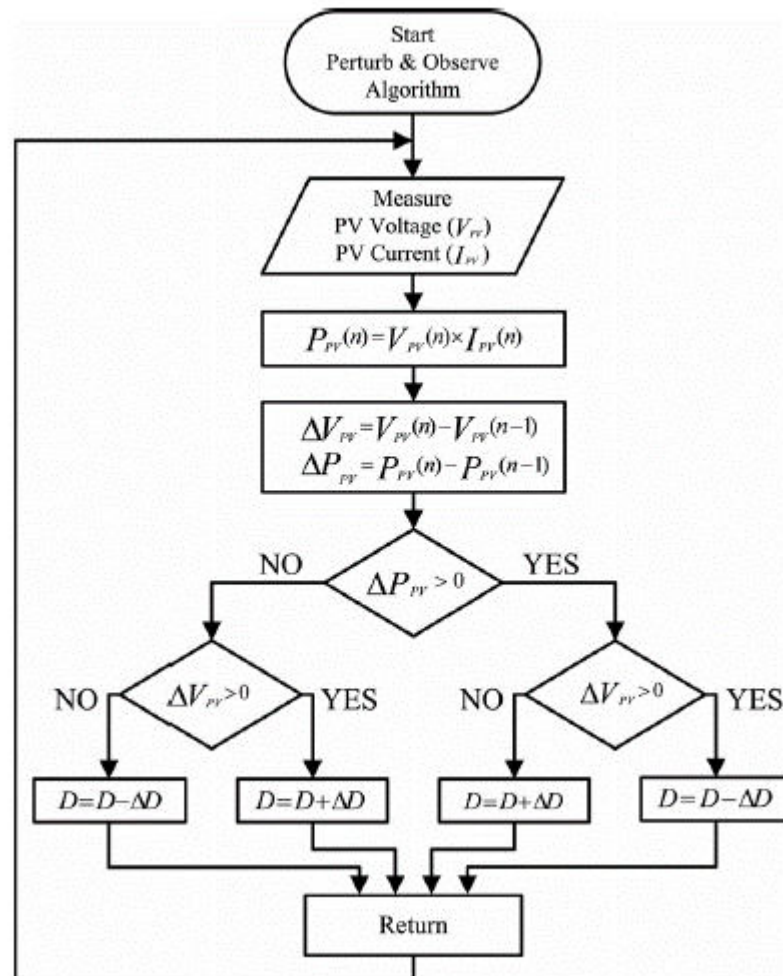 Start
Perturb & Observe
Algorithm
Measure
PV Voltage (V_PV)
PV Current (I_PV)
P_PV(n)=V_PV(n)×I_PV(n)
ΔV_PV=V_PV(n)−V_PV(n−1)
ΔP_PV=P_PV(n)−P_PV(n−1)
NO
ΔP_PV>0
YES
NO
ΔV_PV>0
YES
NO
ΔV_PV>0
YES
D=D−ΔD
D=D+ΔD
D=D+ΔD
D=D−ΔD
Return